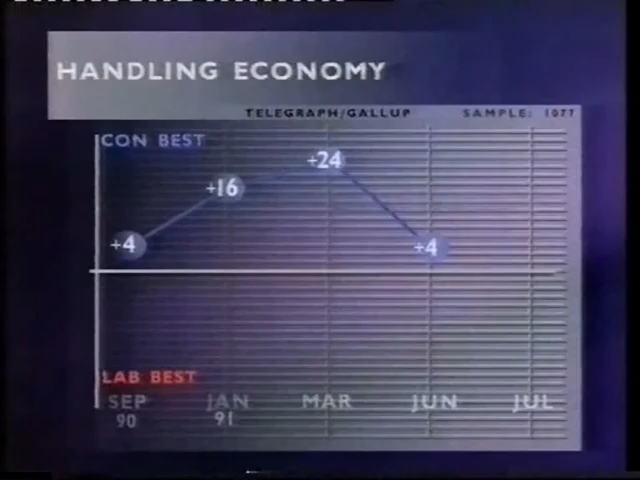 HANDLING ECONOMY
TELEGRAPH/GALLUP SAMPLE: 1077
CON BEST
+24
+16
+4 +4
LAB BEST
SEP JAN MAR JUN JUL
90 91